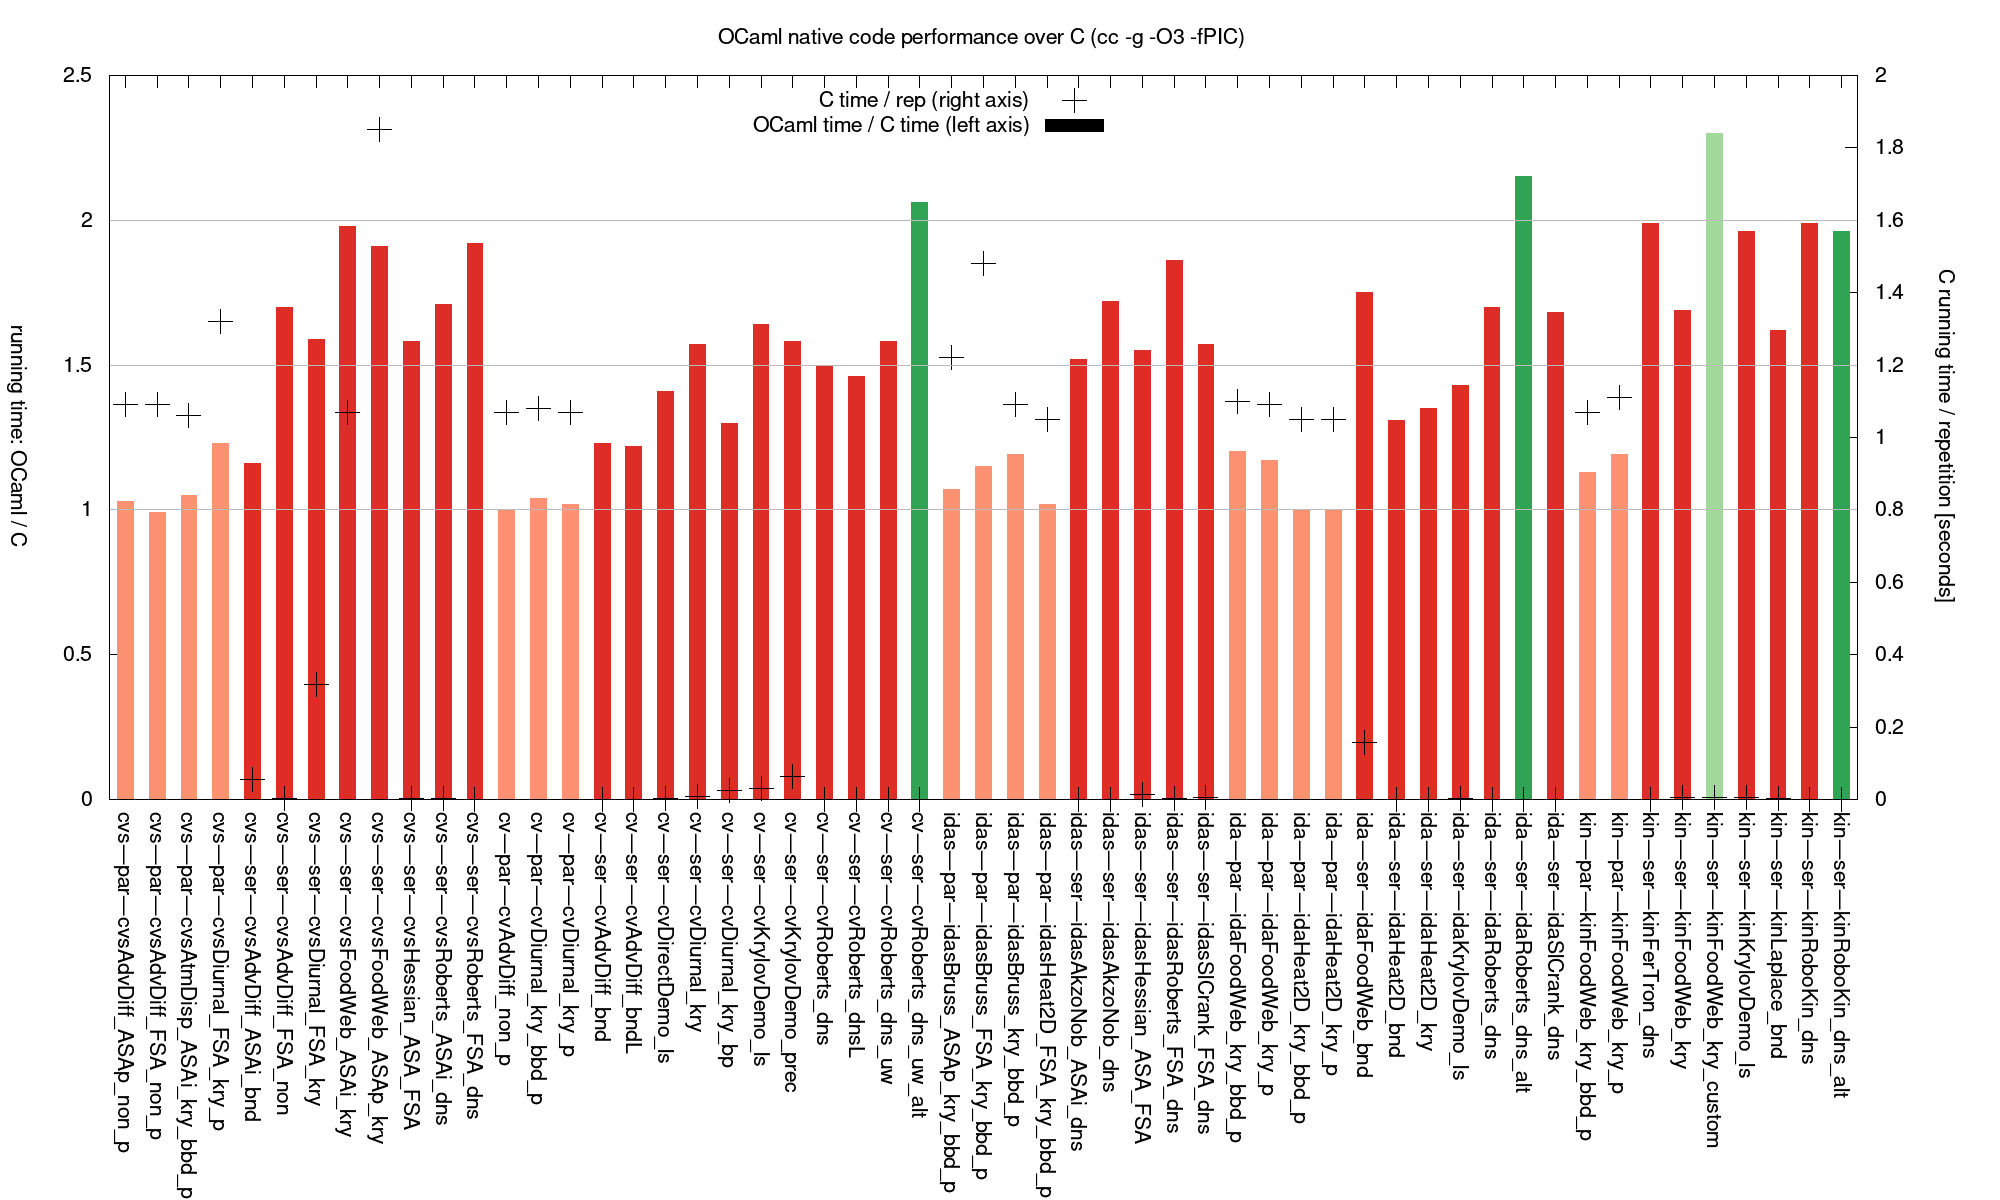 OCaml native code performance over C (cc -g -O3 -fPIC)
C time / rep (right axis)
OCaml time / C time (left axis)
running time: OCaml / C
2.5
2
1.5
1
0.5
0
2
1.8
1.6
1.4
1.2
1
0.8
0.6
0.4
0.2
0
C running time / repetition [seconds]
cvs—par—cvsAdvDiff_ASAp_non_p
cvs—par—cvsAdvDiff_FSA_non_p
cvs—par—cvsAtmDisp_ASAi_kry_bbd_p
cvs—par—cvsDiurnal_FSA_kry_p
cvs—ser—cvsAdvDiff_ASAi_bnd
cvs—ser—cvsAdvDiff_FSA_non
cvs—ser—cvsDiurnal_FSA_kry
cvs—ser—cvsFoodWeb_ASAi_kry
cvs—ser—cvsFoodWeb_ASAp_kry
cvs—ser—cvsHessian_ASA_FSA
cvs—ser—cvsRoberts_ASAi_dns
cvs—ser—cvsRoberts_FSA_dns
cv—par—cvAdvDiff_non_p
cv—par—cvDiurnal_kry_bbd_p
cv—par—cvDiurnal_kry_p
cv—ser—cvAdvDiff_bnd
cv—ser—cvAdvDiff_bndL
cv—ser—cvDirectDemo_ls
cv—ser—cvDiurnal_kry
cv—ser—cvDiurnal_kry_bp
cv—ser—cvKrylovDemo_ls
cv—ser—cvKrylovDemo_prec
cv—ser—cvRoberts_dns
cv—ser—cvRoberts_dnsL
cv—ser—cvRoberts_dns_uw
cv—ser—cvRoberts_dns_uw_alt
idas—par—idasBruss_ASAp_kry_bbd_p
idas—par—idasBruss_FSA_kry_bbd_p
idas—par—idasBruss_kry_bbd_p
idas—par—idasHeat2D_FSA_kry_bbd_p
idas—ser—idasAkzoNob_ASAi_dns
idas—ser—idasAkzoNob_dns
idas—ser—idasHessian_ASA_FSA
idas—ser—idasRoberts_FSA_dns
idas—ser—idasSlCrank_FSA_dns
ida—par—idaFoodWeb_kry_bbd_p
ida—par—idaFoodWeb_kry_p
ida—par—idaHeat2D_kry_bbd_p
ida—par—idaHeat2D_kry_p
ida—ser—idaFoodWeb_bnd
ida—ser—idaHeat2D_bnd
ida—ser—idaHeat2D_kry
ida—ser—idaKrylovDemo_ls
ida—ser—idaRoberts_dns
ida—ser—idaRoberts_dns_alt
ida—ser—idaSlCrank_dns
kin—par—kinFoodWeb_kry_bbd_p
kin—par—kinFoodWeb_kry_p
kin—ser—kinFerTron_dns
kin—ser—kinFoodWeb_kry
kin—ser—kinFoodWeb_kry_custom
kin—ser—kinKrylovDemo_ls
kin—ser—kinLaplace_bnd
kin—ser—kinRoboKin_dns
kin—ser—kinRoboKin_dns_alt